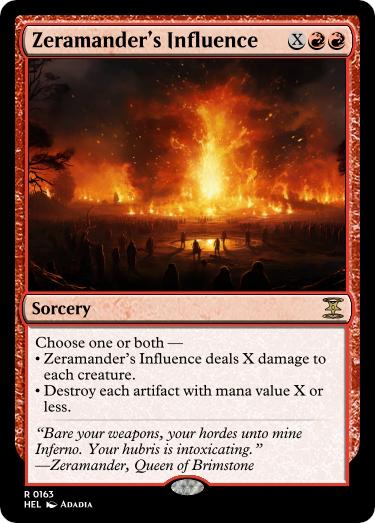 Zeramander's Influence X
Sorcery
Choose one or both —
• Zeramander's Influence deals X damage to
each creature.
• Destroy each artifact with mana value X or
less.
“Bare your weapons, your hordes unto mine
Inferno. Your hubris is intoxicating.”
—Zeramander, Queen of Brimstone
R 0163
HEL Adadia